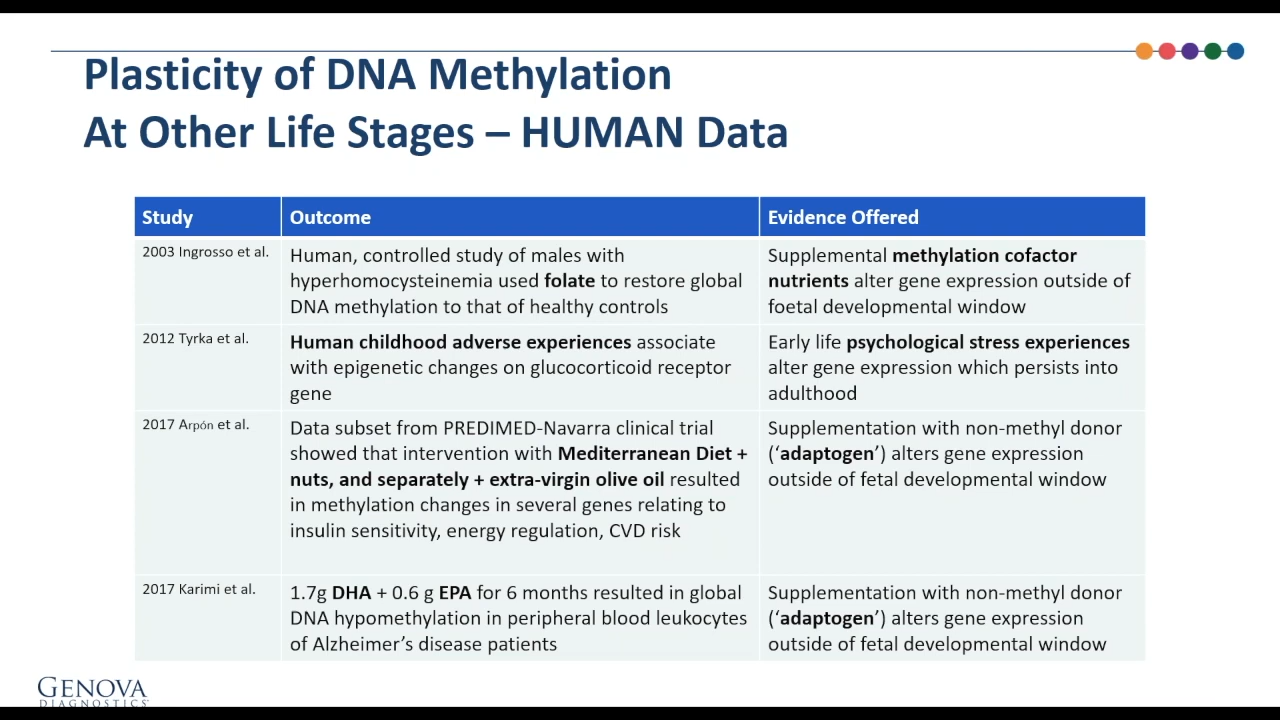 Plasticity of DNA Methylation
At Other Life Stages – HUMAN Data
Study
Outcome
Evidence Offered
2003 Ingrosso et al.
Human, controlled study of males with
hyperhomocysteinemia used folate to restore global
DNA methylation to that of healthy controls
Supplemental methylation cofactor
nutrients alter gene expression outside of
foetal developmental window
2012 Tyrka et al.
Human childhood adverse experiences associate
with epigenetic changes on glucocorticoid receptor
gene
Early life psychological stress experiences
alter gene expression which persists into
adulthood
2017 Arpón et al.
Data subset from PREDIMED-Navarra clinical trial
showed that intervention with Mediterranean Diet +
nuts, and separately + extra-virgin olive oil resulted
in methylation changes in several genes relating to
insulin sensitivity, energy regulation, CVD risk
Supplementation with non-methyl donor
(‘adaptogen’) alters gene expression
outside of fetal developmental window
2017 Karimi et al.
1.7g DHA + 0.6 g EPA for 6 months resulted in global
DNA hypomethylation in peripheral blood leukocytes
of Alzheimer’s disease patients
Supplementation with non-methyl donor
(‘adaptogen’) alters gene expression
outside of fetal developmental window
GENOVA
DIAGNOSTICS